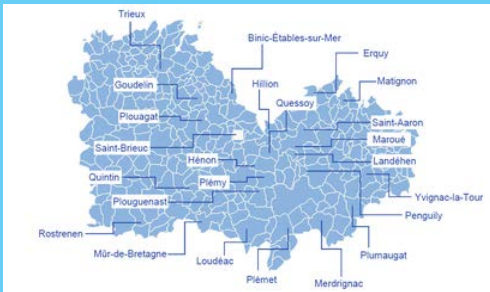 Trieux
Binic-Étables-sur-Mer
Erquy
Hillion
Matignon
Goudelin
Quessoy
Plouagat
Saint-Aaron
Saint-Brieuc
Maroué
Hénon
Landéhen
Quintin
Plémy
Yvignac-la-Tour
Plouguenast
Penguily
Rostrenen
Plumaugat
Mûr-de-Bretagne
Loudéac
Plémet
Merdrignac